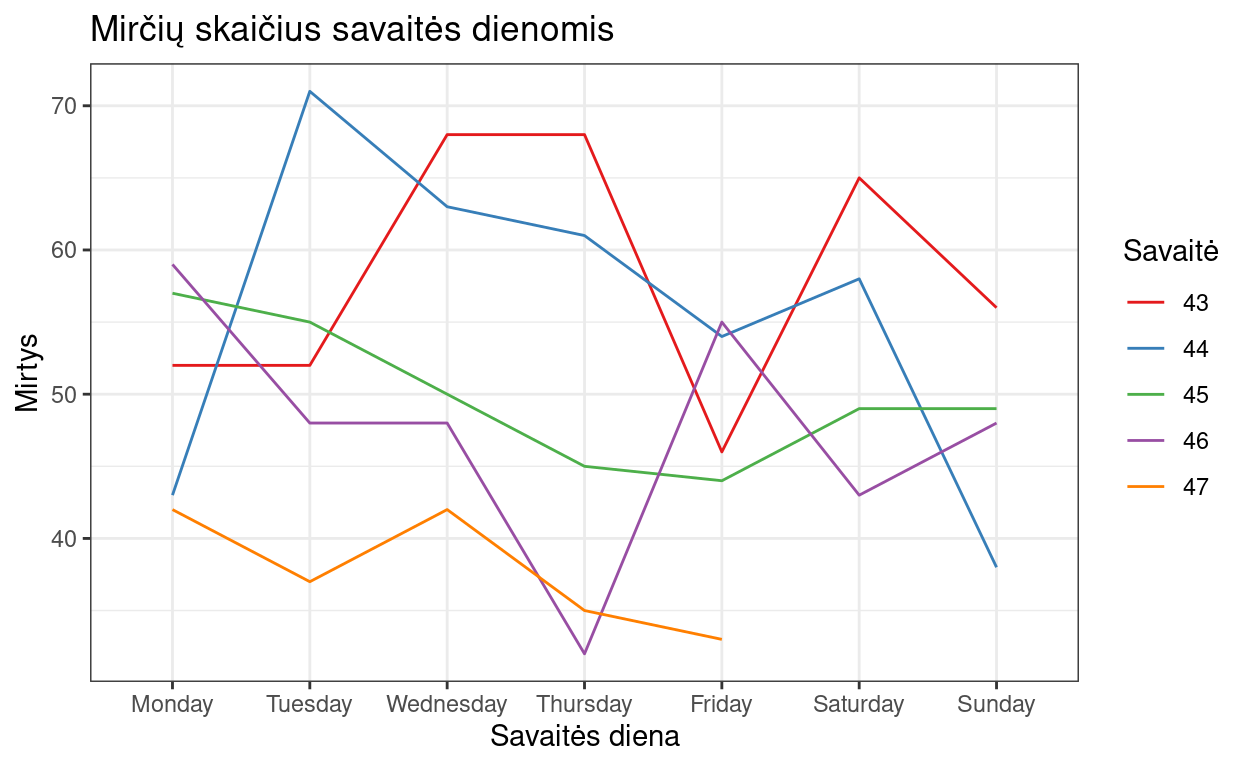 Mirčių skaičius savaitės dienomis
70
60
50
40
Mirtys
Monday Tuesday Wednesday Thursday Friday Saturday Sunday
Savaitės diena
Savaitė
43
44
45
46
47